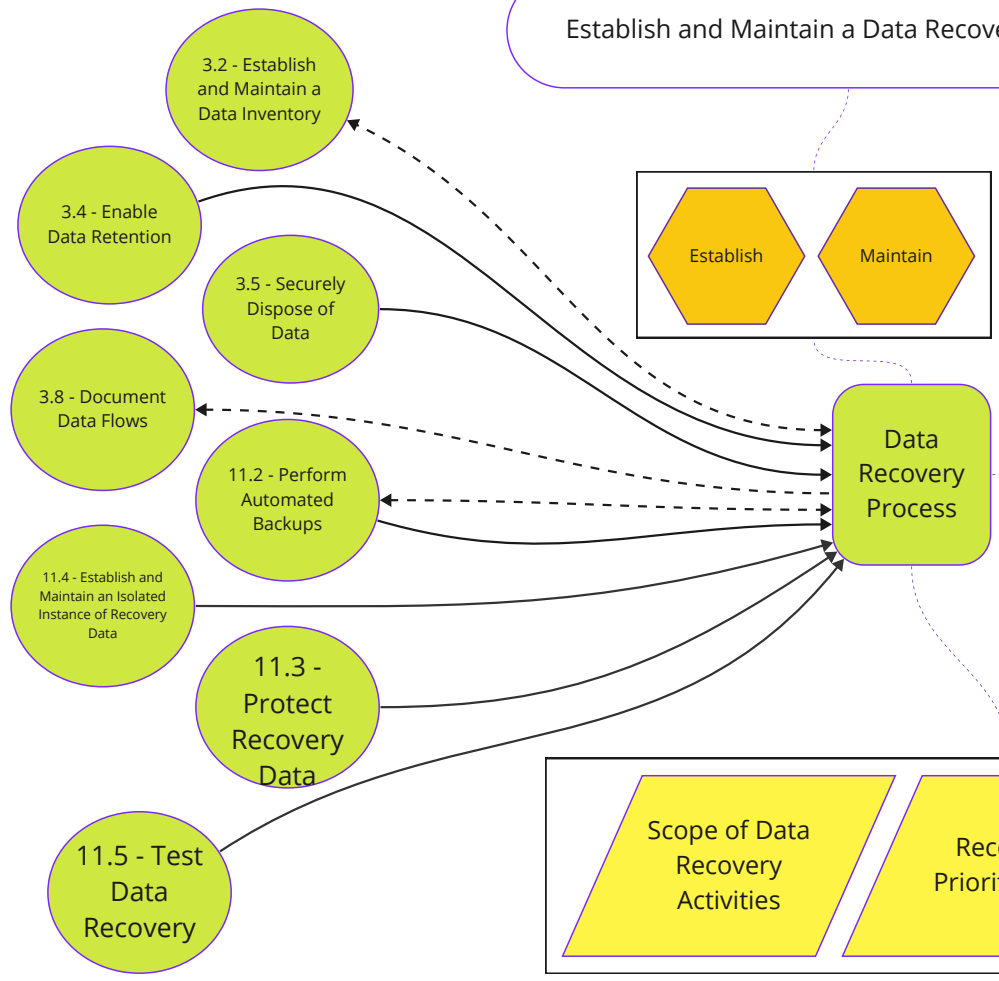 Establish and Maintain a Data
3.2 - Establish
and Maintain a
Data Inventory
3.4 - Enable
Data Retention
3.5 - Securely
Dispose of
Data
Establish
Maintain
3.8 - Document
Data Flows
11.2 - Perform
Automated
Backups
Data
Recovery
Process
11.4 - Establish and
Maintain an Isolated
Instance of Recovery
Data
11.3 -
Protect
Recovery
Data
11.5 - Test
Data
Recovery
Scope of Data
Recovery
Activities